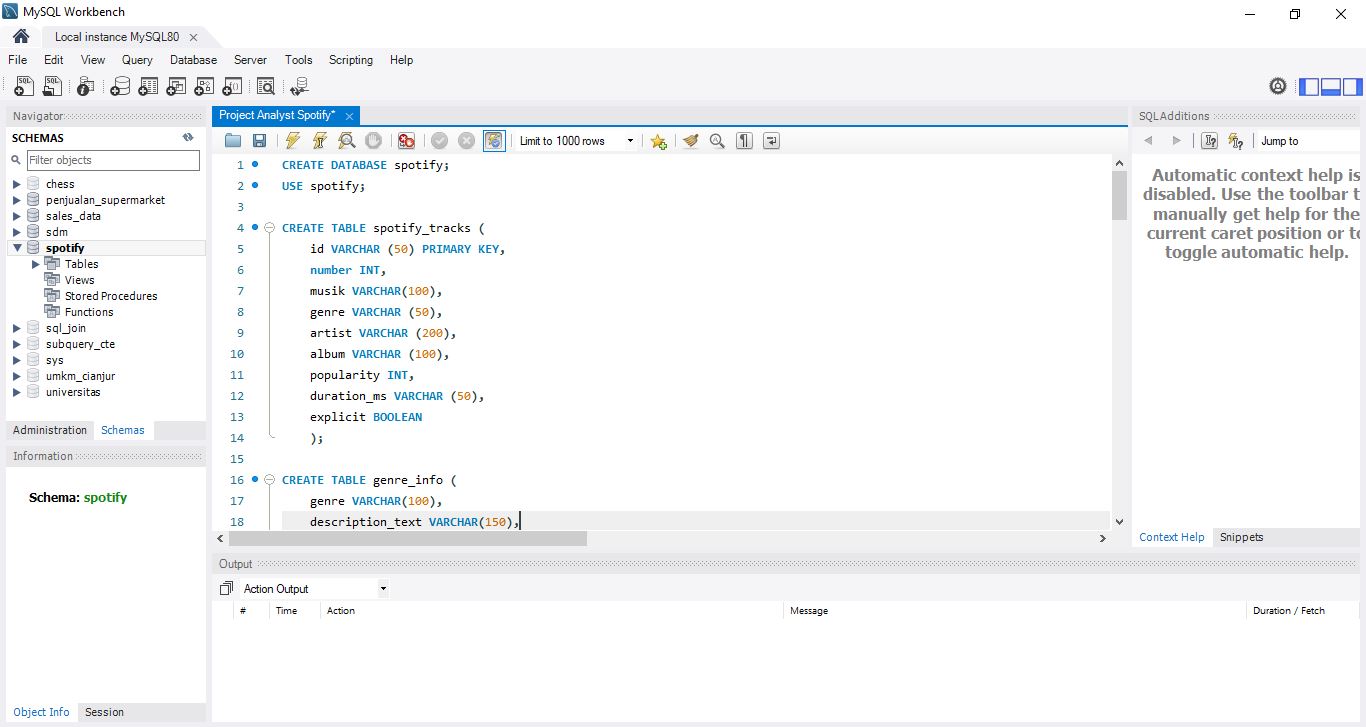 MySQL Workbench
Local instance MySQL80
File Edit View Query Database Server Tools Scripting Help
Navigator
SCHEMAS
Filter objects
chess
penjualan_supermarket
sales_data
sdm
spotify
Tables
Views
Stored Procedures
Functions
sql_join
subquery_cte
sys
umkm_cianjur
universitas
Administration Schemas
Information
Schema: spotify
Object Info Session
Project Analyst Spotify*
Limit to 1000 rows
1 CREATE DATABASE spotify;
2 USE spotify;
3
4 CREATE TABLE spotify_tracks (
5 id VARCHAR (50) PRIMARY KEY,
6 number INT,
7 musik VARCHAR(100),
8 genre VARCHAR (50),
9 artist VARCHAR (200),
10 album VARCHAR (100),
11 popularity INT,
12 duration_ms VARCHAR (50),
13 explicit BOOLEAN
14 );
15
16 CREATE TABLE genre_info (
17 genre VARCHAR(100),
18 description_text VARCHAR(150),
SQLAdditions
Jump to
Automatic context help is
disabled. Use the toolbar t
manually get help for the
current caret position or to
toggle automatic help.
Context Help Snippets
Output
Action Output
# Time Action Message Duration / Fetch